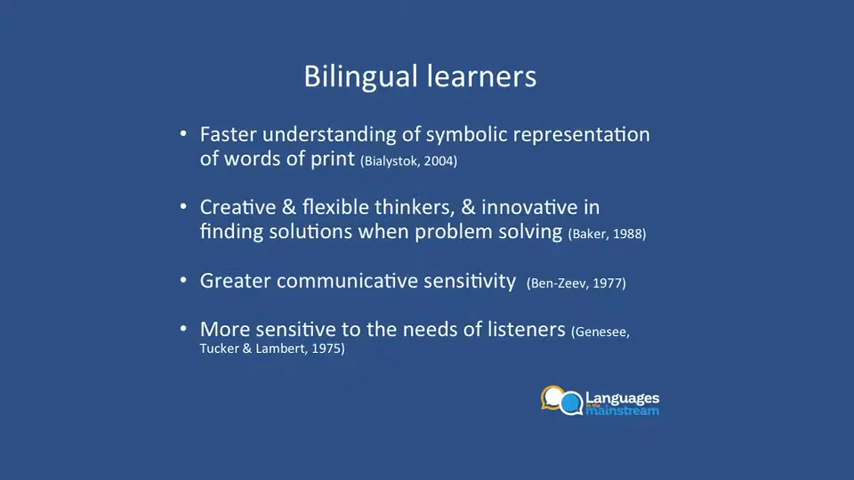 Bilingual learners
• Faster understanding of symbolic representation
of words of print (Bialystok, 2004)
• Creative & flexible thinkers, & innovative in
finding solutions when problem solving (Baker, 1988)
• Greater communicative sensitivity (Ben-Zeev, 1977)
• More sensitive to the needs of listeners (Genesee,
Tucker & Lambert, 1975)
Languages
in the
mainstream